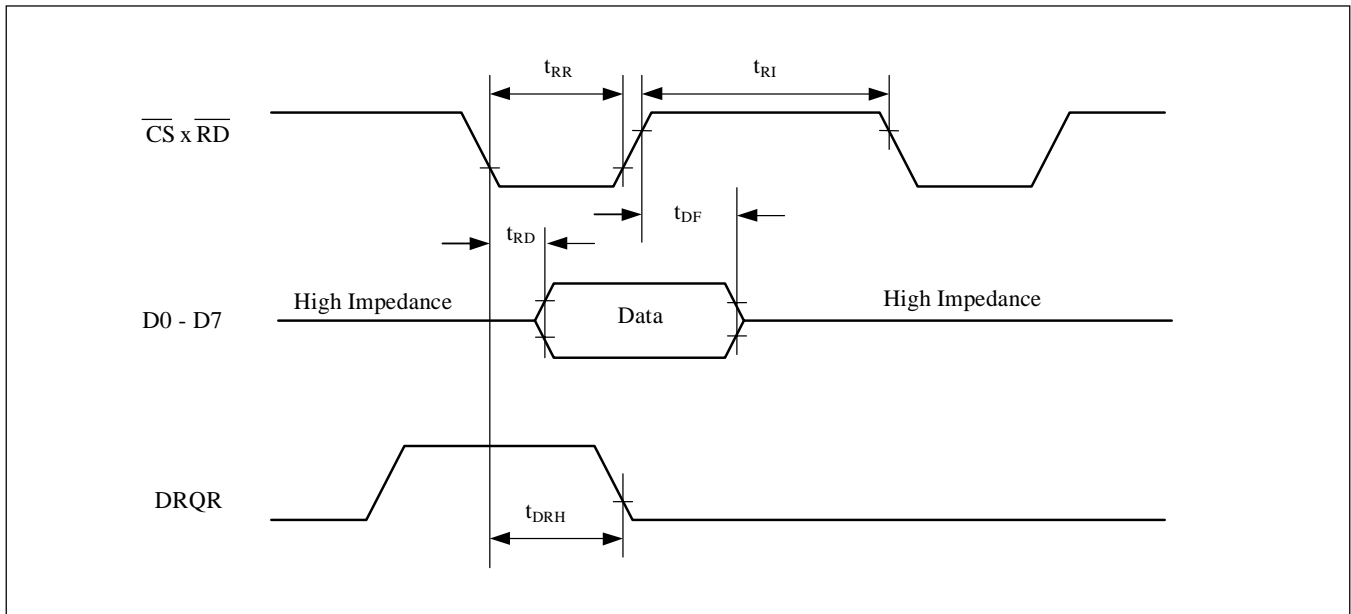 tRR
tRI
CS x RD
tDF
tRD
High Impedance
Data
High Impedance
D0 - D7
DRQR
tDRH